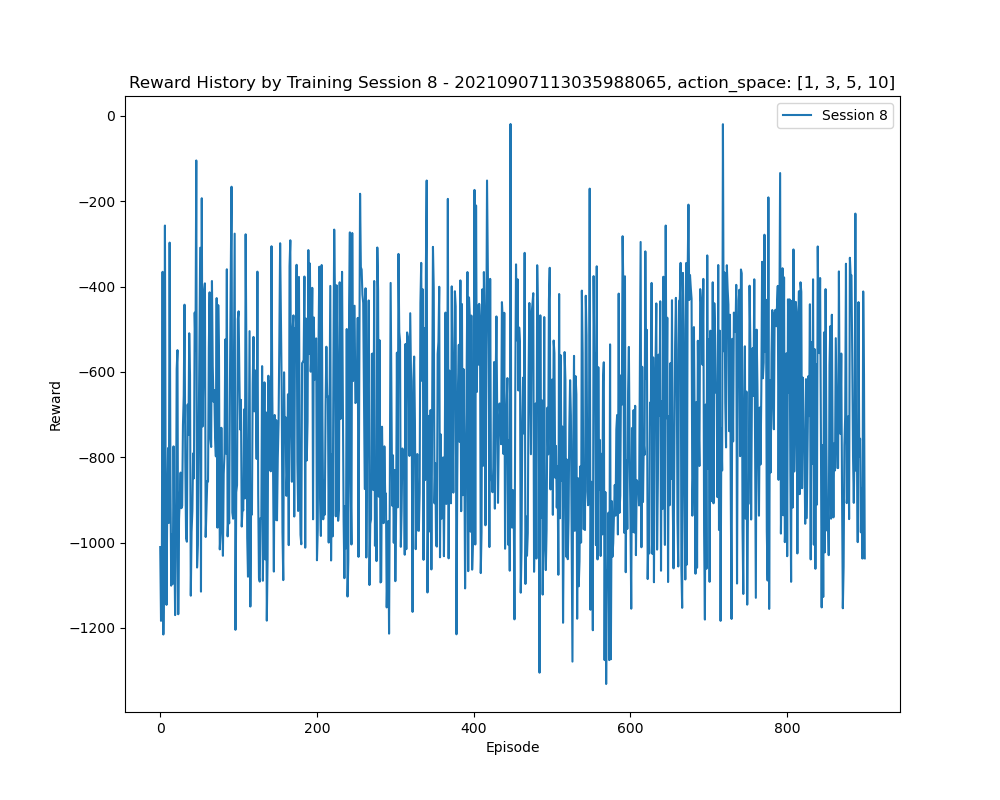 Reward History by Training Session 8 - 20210907113035988065, action_space: [1, 3, 5, 10]
Session 8
0
−200
−400
−600
−800
−1000
−1200
Reward
0 200 400 600 800
Episode